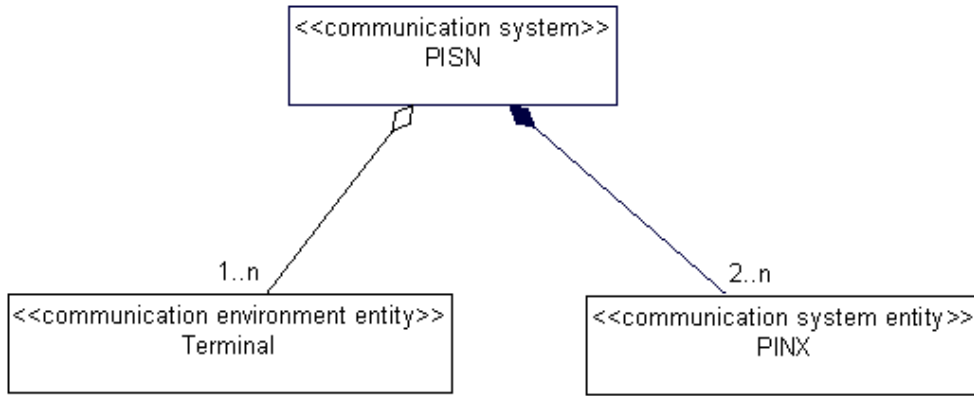 <<communication system>>
PISN
1..n
2..n
<<communication environment entity>>
Terminal
<<communication system entity>>
PINX